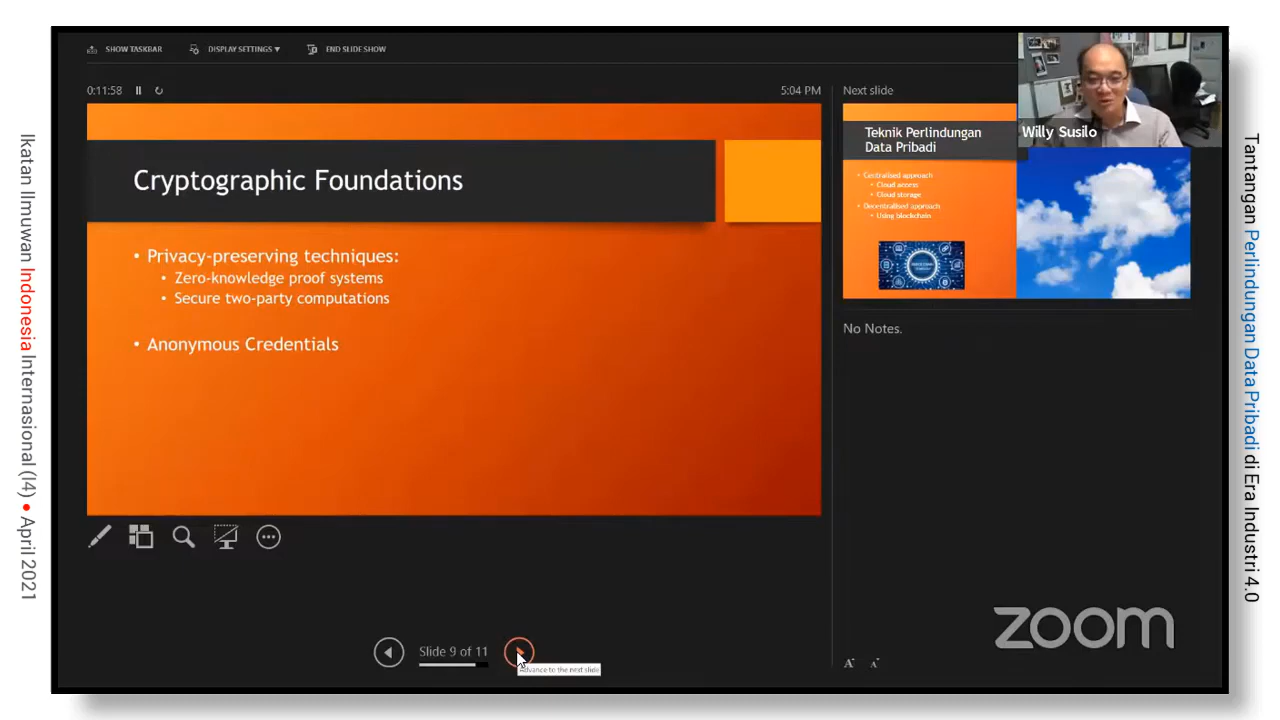 Ikatan Ilmuwan Indonesia Internasional (I4) • April 2021
SHOW TASKBAR
DISPLAY SETTINGS ▾
END SLIDE SHOW
0:11:58
5:04 PM
Cryptographic Foundations
• Privacy-preserving techniques:
• Zero-knowledge proof systems
• Secure two-party computations
• Anonymous Credentials
Slide 9 of 11
Advance to the next slide
Next slide
Teknik Perlindungan
Data Pribadi
• Centralised approach
• Cloud access
• Cloud storage
• Decentralised approach
• Using blockchain
Willy Susilo
No Notes.
A A
zoom
Tantangan Perlindungan Data Pribadi di Era Industri 4.0